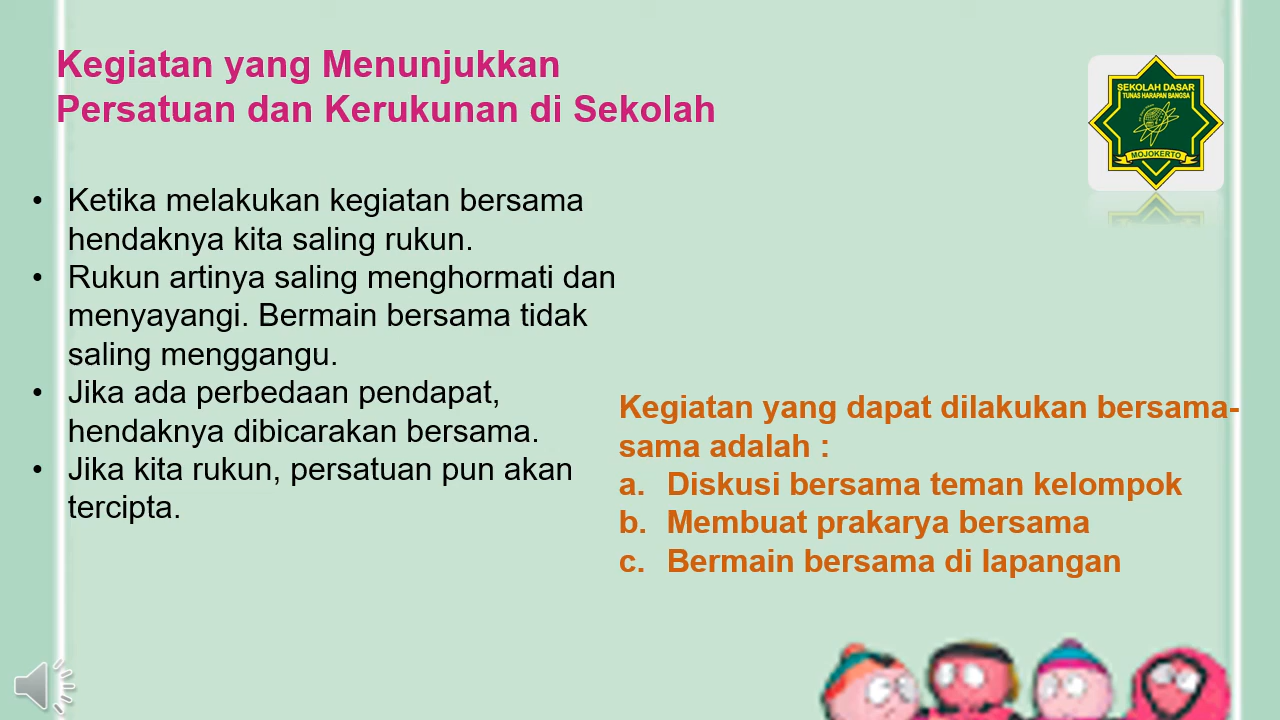 Kegiatan yang Menunjukkan
Persatuan dan Kerukunan di Sekolah
SEKOLAH DASAR
TUNAS HARAPAN BANGSA
MOJOKERTO
• Ketika melakukan kegiatan bersama
hendaknya kita saling rukun.
• Rukun artinya saling menghormati dan
menyayangi. Bermain bersama tidak
saling menggangu.
• Jika ada perbedaan pendapat,
hendaknya dibicarakan bersama.
• Jika kita rukun, persatuan pun akan
tercipta.
Kegiatan yang dapat dilakukan bersama-
sama adalah :
a. Diskusi bersama teman kelompok
b. Membuat prakarya bersama
c. Bermain bersama di lapangan